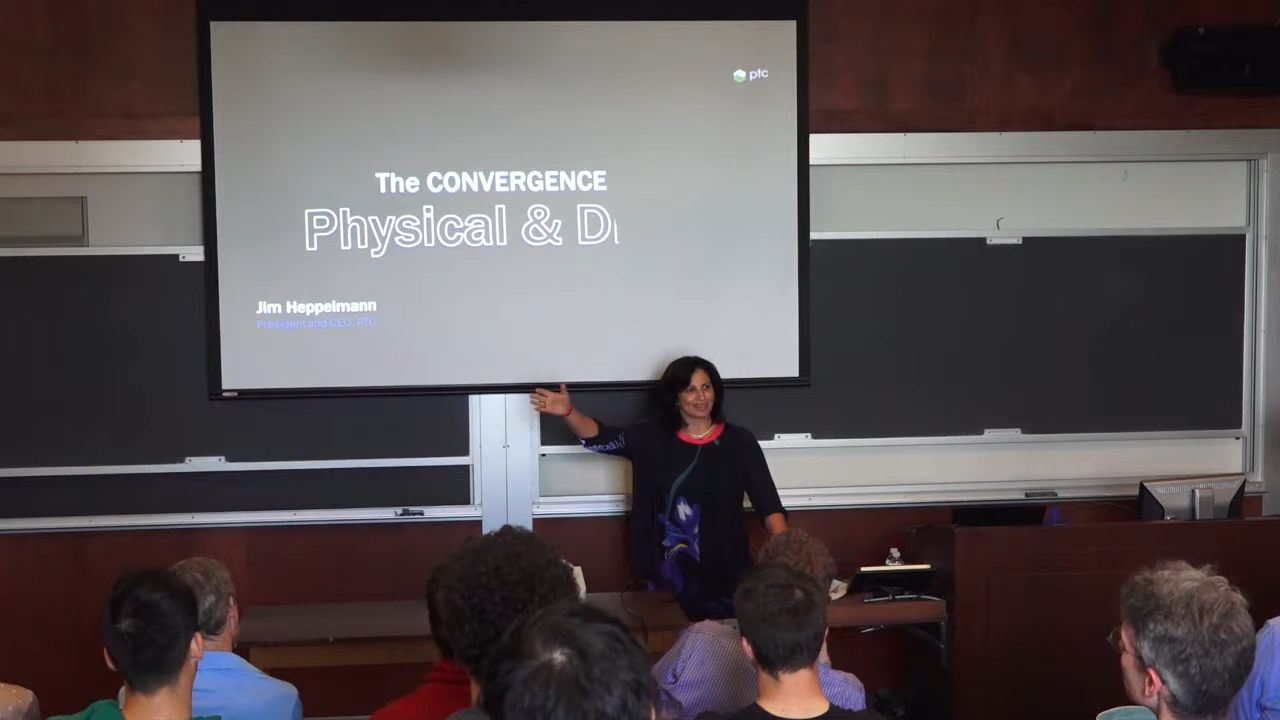 ptc
The CONVERGENCE
Physical & D
Jim Heppelmann
President and CEO, PTC